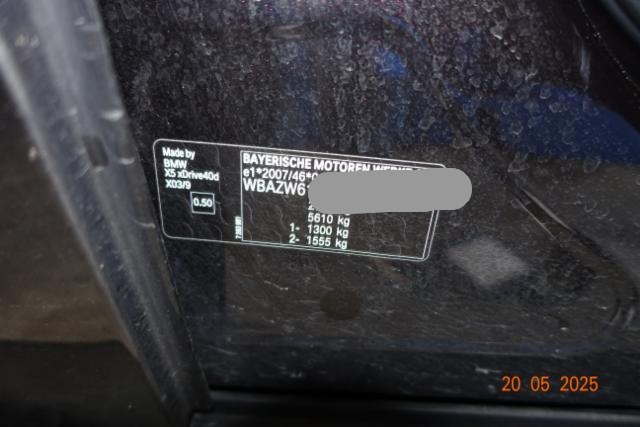 Made by
BMW
X5 xDrive40d
X03/9
0.50
BAYERISCHE MOTOREN
e1*2007/46*
WBAZW6
5610 kg
1- 1300 kg
2- 1555 kg
20 05 2025